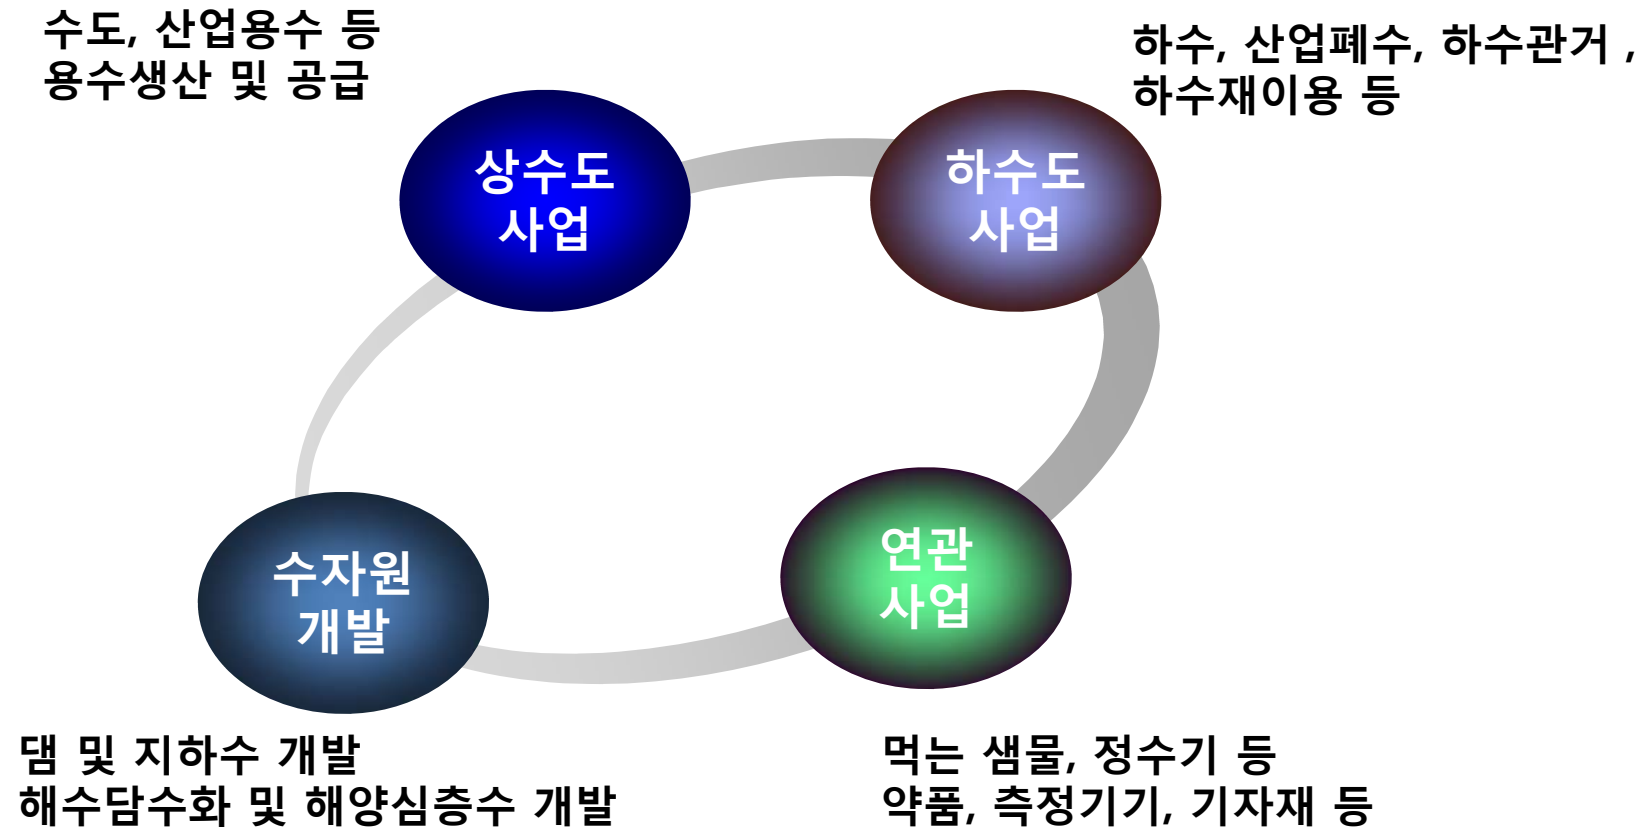 수도, 산업용수 등
용수생산 및 공급
하수, 산업폐수, 하수관거 ,
하수재이용 등
상수도
사업
하수도
사업
수자원
개발
연관
사업
댐 및 지하수 개발
해수담수화 및 해양심층수 개발
먹는 샘물, 정수기 등
약품, 측정기기, 기자재 등